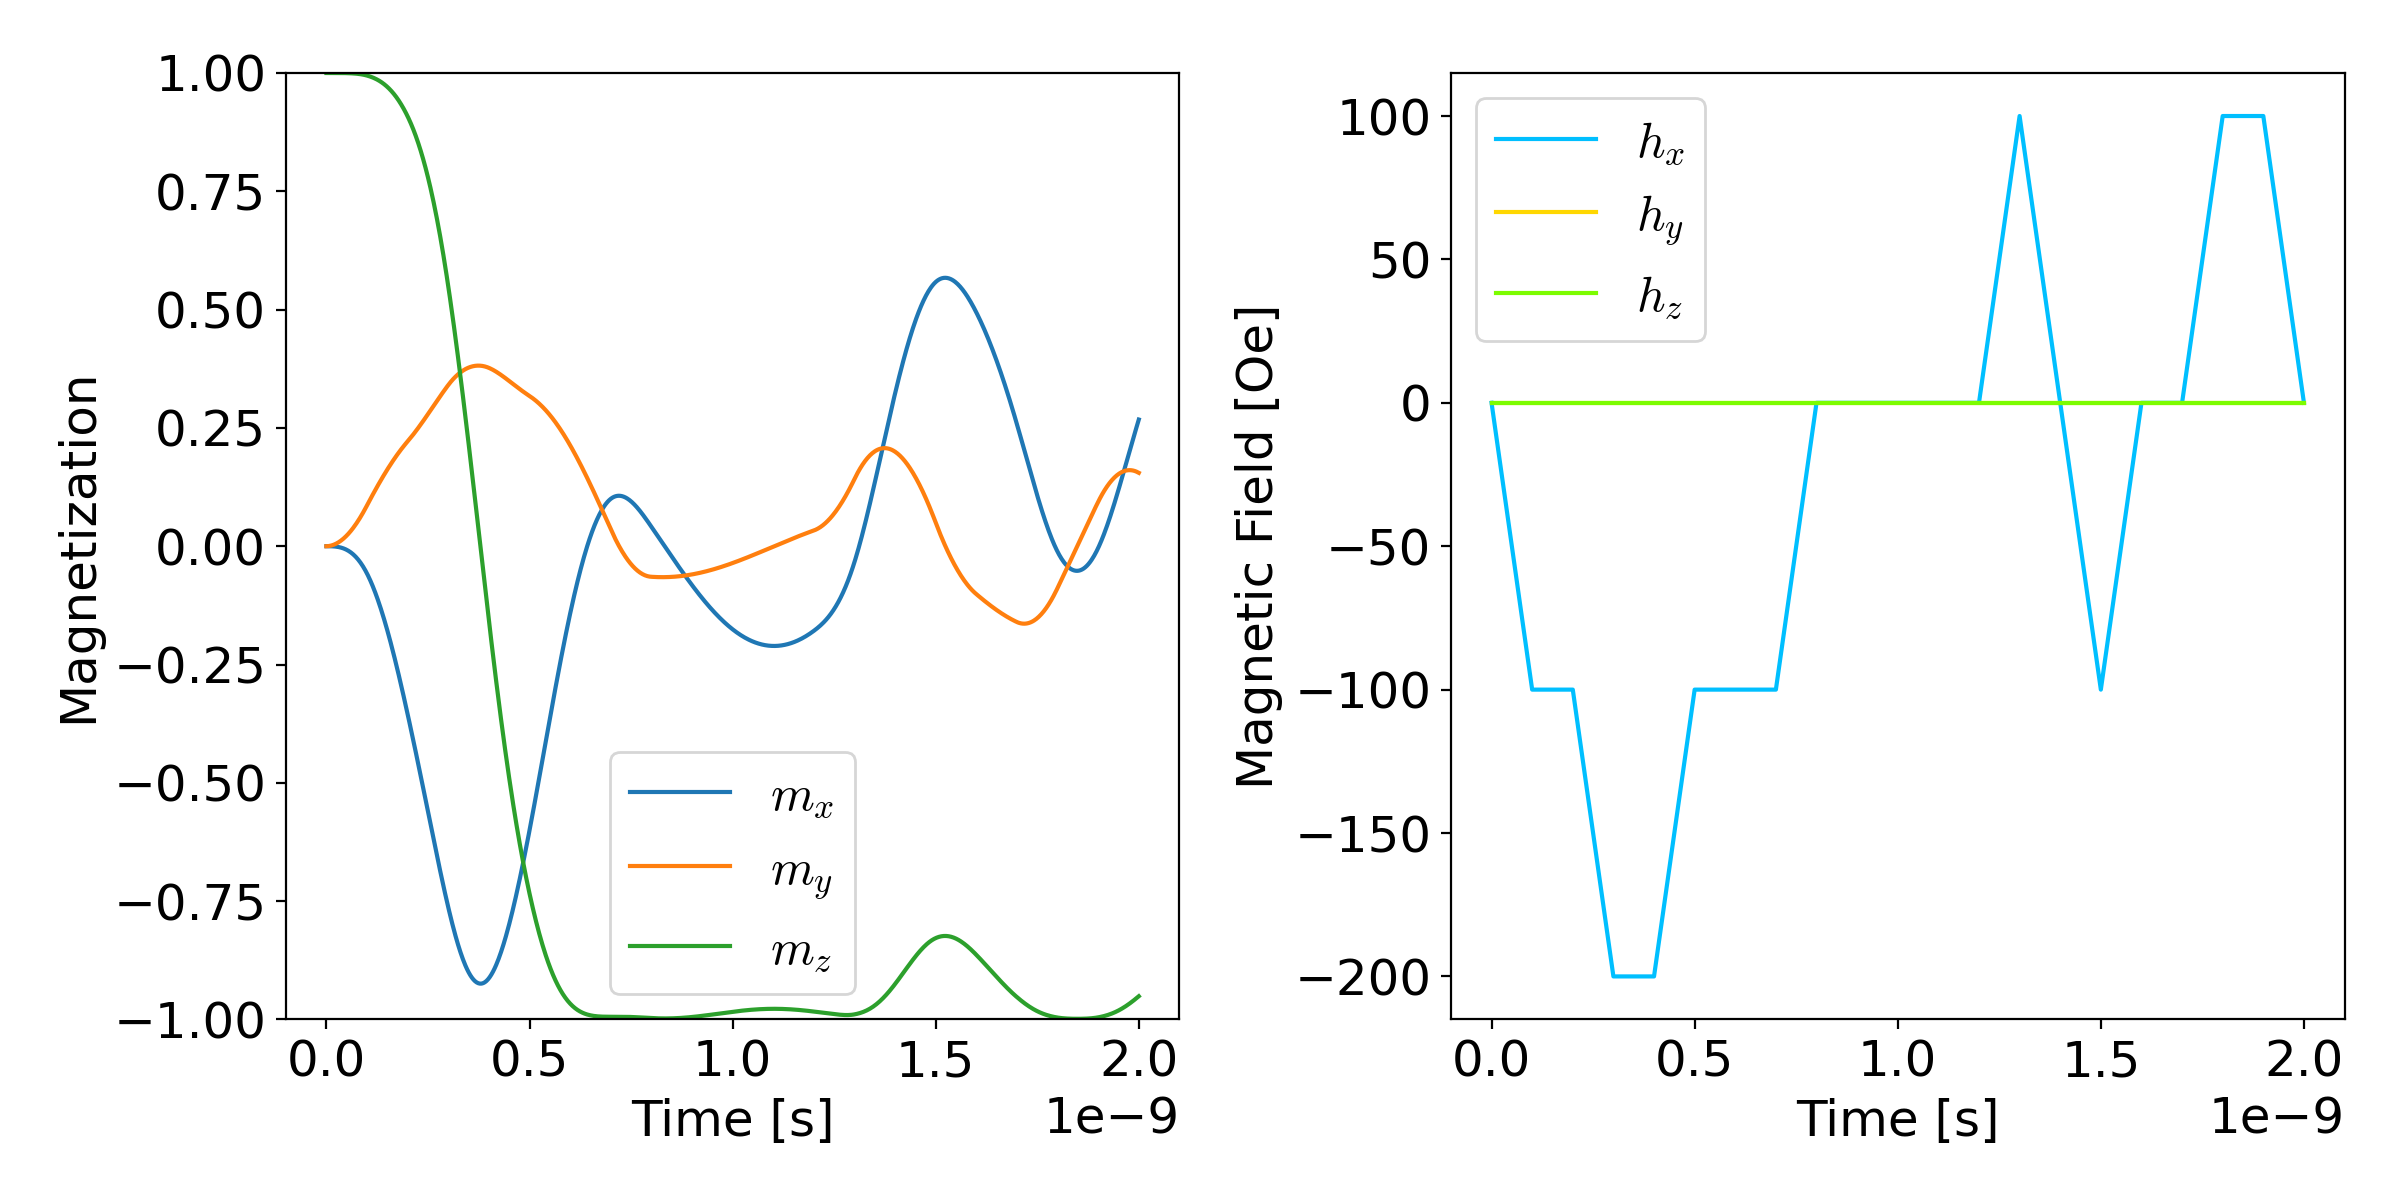 1.00
0.75
0.50
0.25
0.00
−0.25
−0.50
−0.75
−1.00
Magnetization
m_x
m_y
m_z
0.0 0.5 1.0 1.5 2.0
Time [s]
1e−9
100
50
0
−50
−100
−150
−200
Magnetic Field [Oe]
h_x
h_y
h_z
0.0 0.5 1.0 1.5 2.0
Time [s]
1e−9